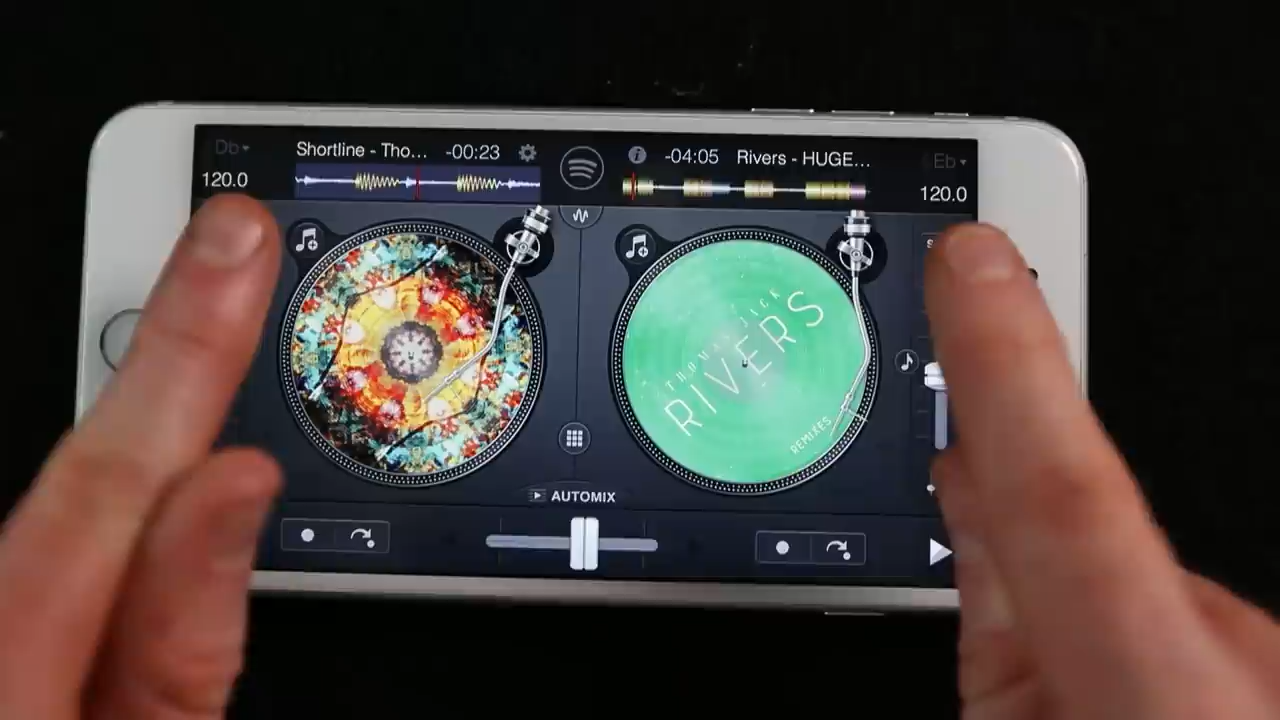 Db
Shortline - Tho... -00:23
-04:05 Rivers - HUGE...
Eb
120.0
120.0
THOMAS JACK
RIVERS
REMIXES
AUTOMIX